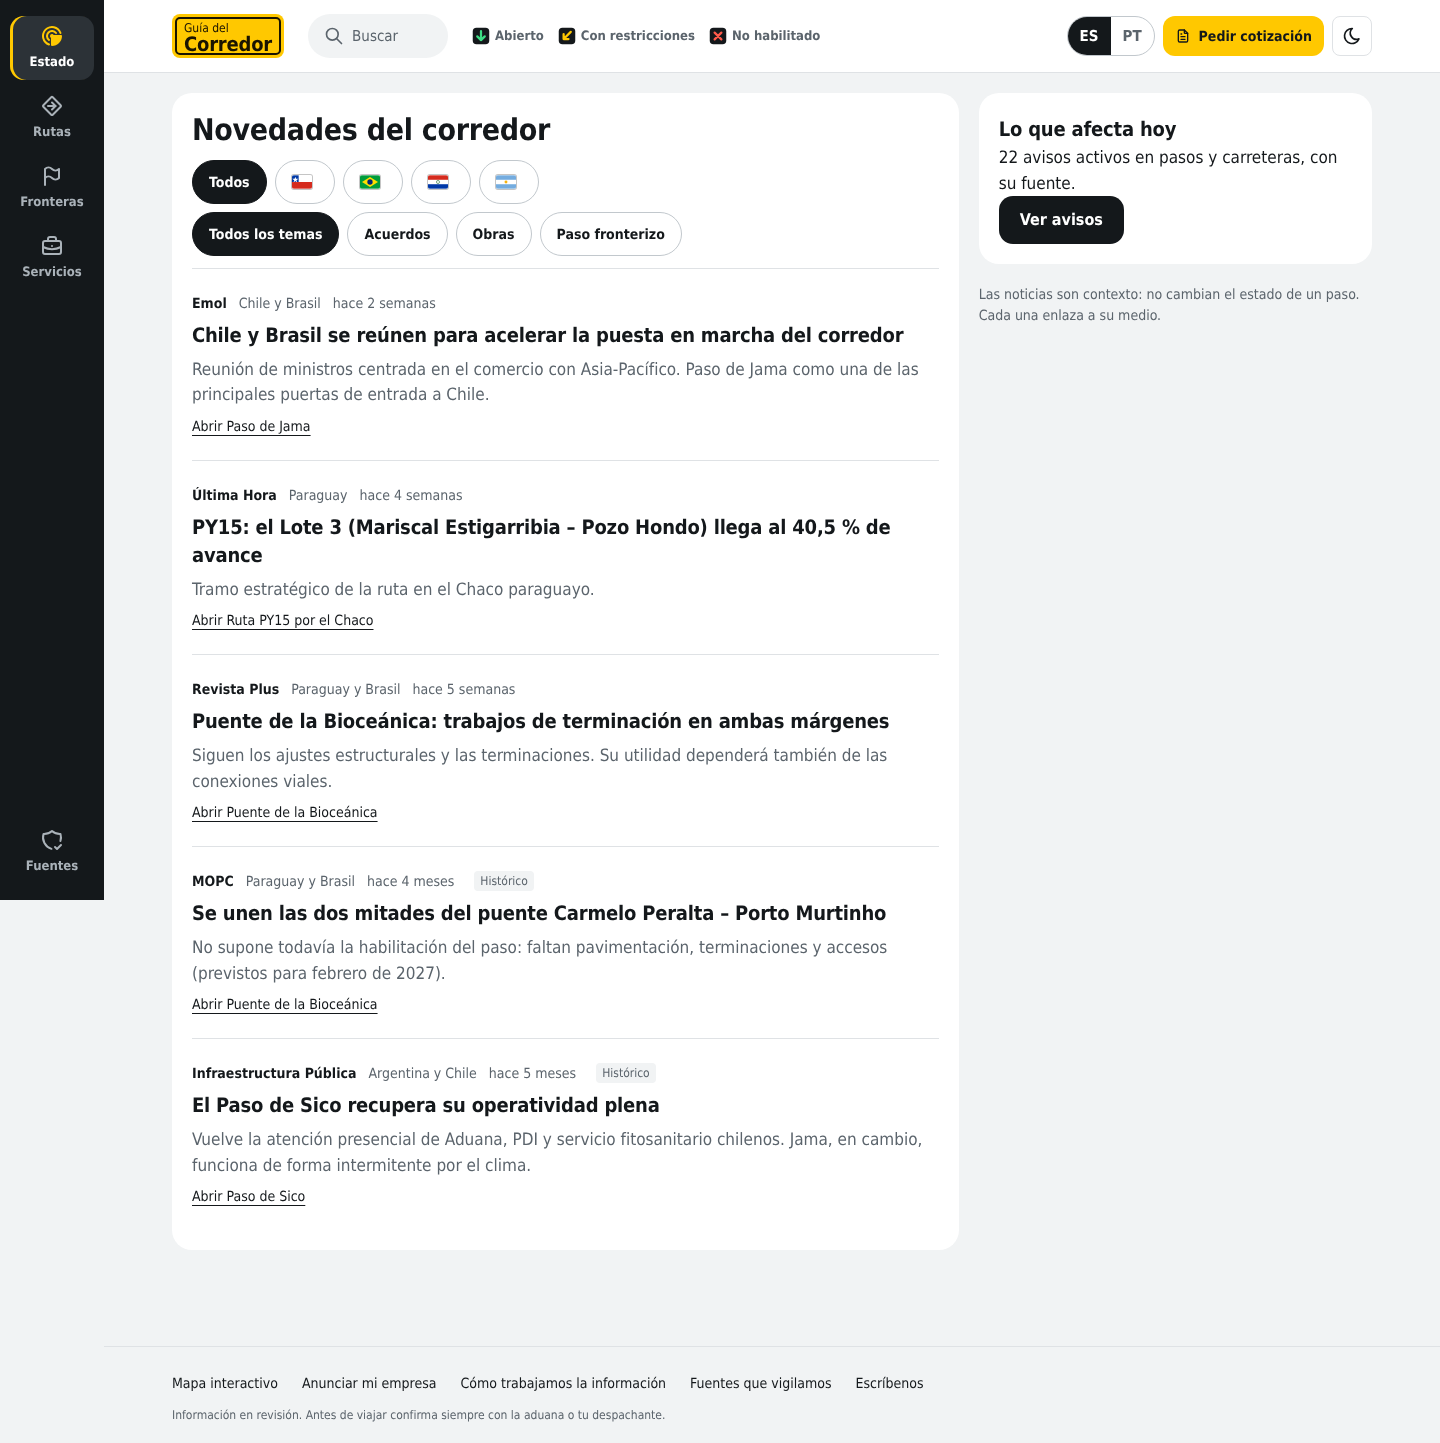 Estado
Rutas
Fronteras
Servicios
Fuentes
Guía del
Corredor
Buscar
Abierto
Con restricciones
No habilitado
ES
PT
Pedir cotización
Novedades del corredor
Todos
Todos los temas
Acuerdos
Obras
Paso fronterizo
Emol Chile y Brasil hace 2 semanas
Chile y Brasil se reúnen para acelerar la puesta en marcha del corredor
Reunión de ministros centrada en el comercio con Asia-Pacífico. Paso de Jama como una de las
principales puertas de entrada a Chile.
Abrir Paso de Jama
Última Hora Paraguay hace 4 semanas
PY15: el Lote 3 (Mariscal Estigarribia – Pozo Hondo) llega al 40,5 % de
avance
Tramo estratégico de la ruta en el Chaco paraguayo.
Abrir Ruta PY15 por el Chaco
Revista Plus Paraguay y Brasil hace 5 semanas
Puente de la Bioceánica: trabajos de terminación en ambas márgenes
Siguen los ajustes estructurales y las terminaciones. Su utilidad dependerá también de las
conexiones viales.
Abrir Puente de la Bioceánica
MOPC Paraguay y Brasil hace 4 meses Histórico
Se unen las dos mitades del puente Carmelo Peralta – Porto Murtinho
No supone todavía la habilitación del paso: faltan pavimentación, terminaciones y accesos
(previstos para febrero de 2027).
Abrir Puente de la Bioceánica
Infraestructura Pública Argentina y Chile hace 5 meses Histórico
El Paso de Sico recupera su operatividad plena
Vuelve la atención presencial de Aduana, PDI y servicio fitosanitario chilenos. Jama, en cambio,
funciona de forma intermitente por el clima.
Abrir Paso de Sico
Lo que afecta hoy
22 avisos activos en pasos y carreteras, con
su fuente.
Ver avisos
Las noticias son contexto: no cambian el estado de un paso.
Cada una enlaza a su medio.
Mapa interactivo
Anunciar mi empresa
Cómo trabajamos la información
Fuentes que vigilamos
Escríbenos
Información en revisión. Antes de viajar confirma siempre con la aduana o tu despachante.